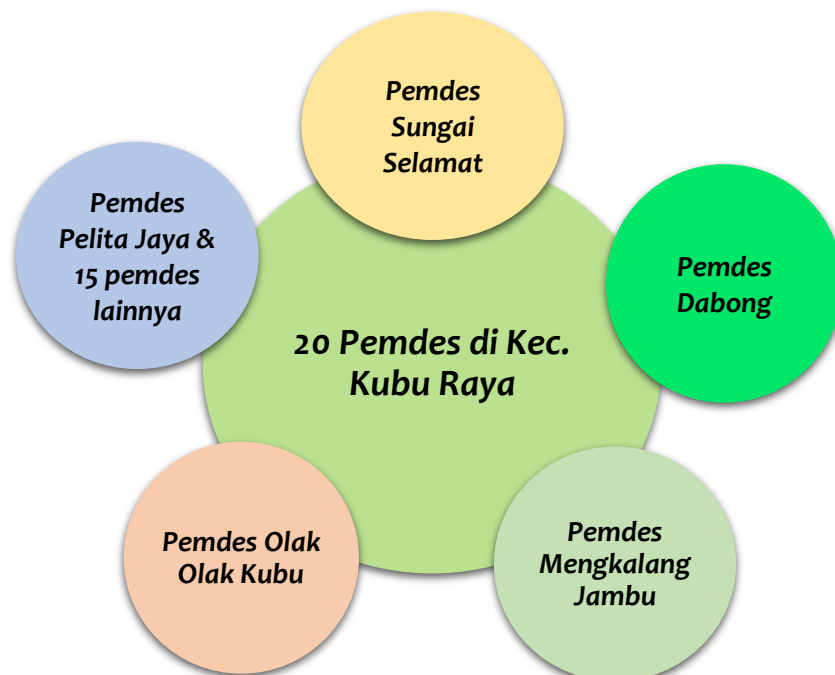 Pemdes
Sungai
Selamat
Pemdes
Pelita Jaya &
15 pemdes
lainnya
Pemdes
Dabong
20 Pemdes di Kec.
Kubu Raya
Pemdes Olak
Olak Kubu
Pemdes
Mengkalang
Jambu